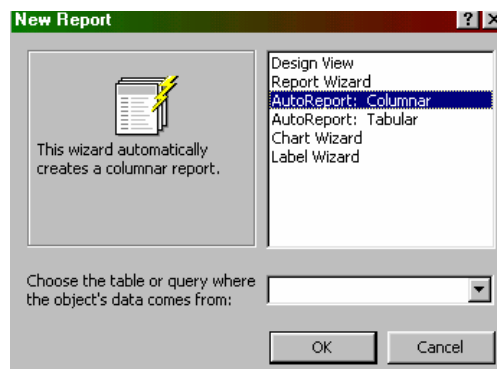 New Report
Design View
Report Wizard
AutoReport: Columnar
AutoReport: Tabular
Chart Wizard
Label Wizard
This wizard automatically
creates a columnar report.
Choose the table or query where
the object's data comes from:
OK
Cancel